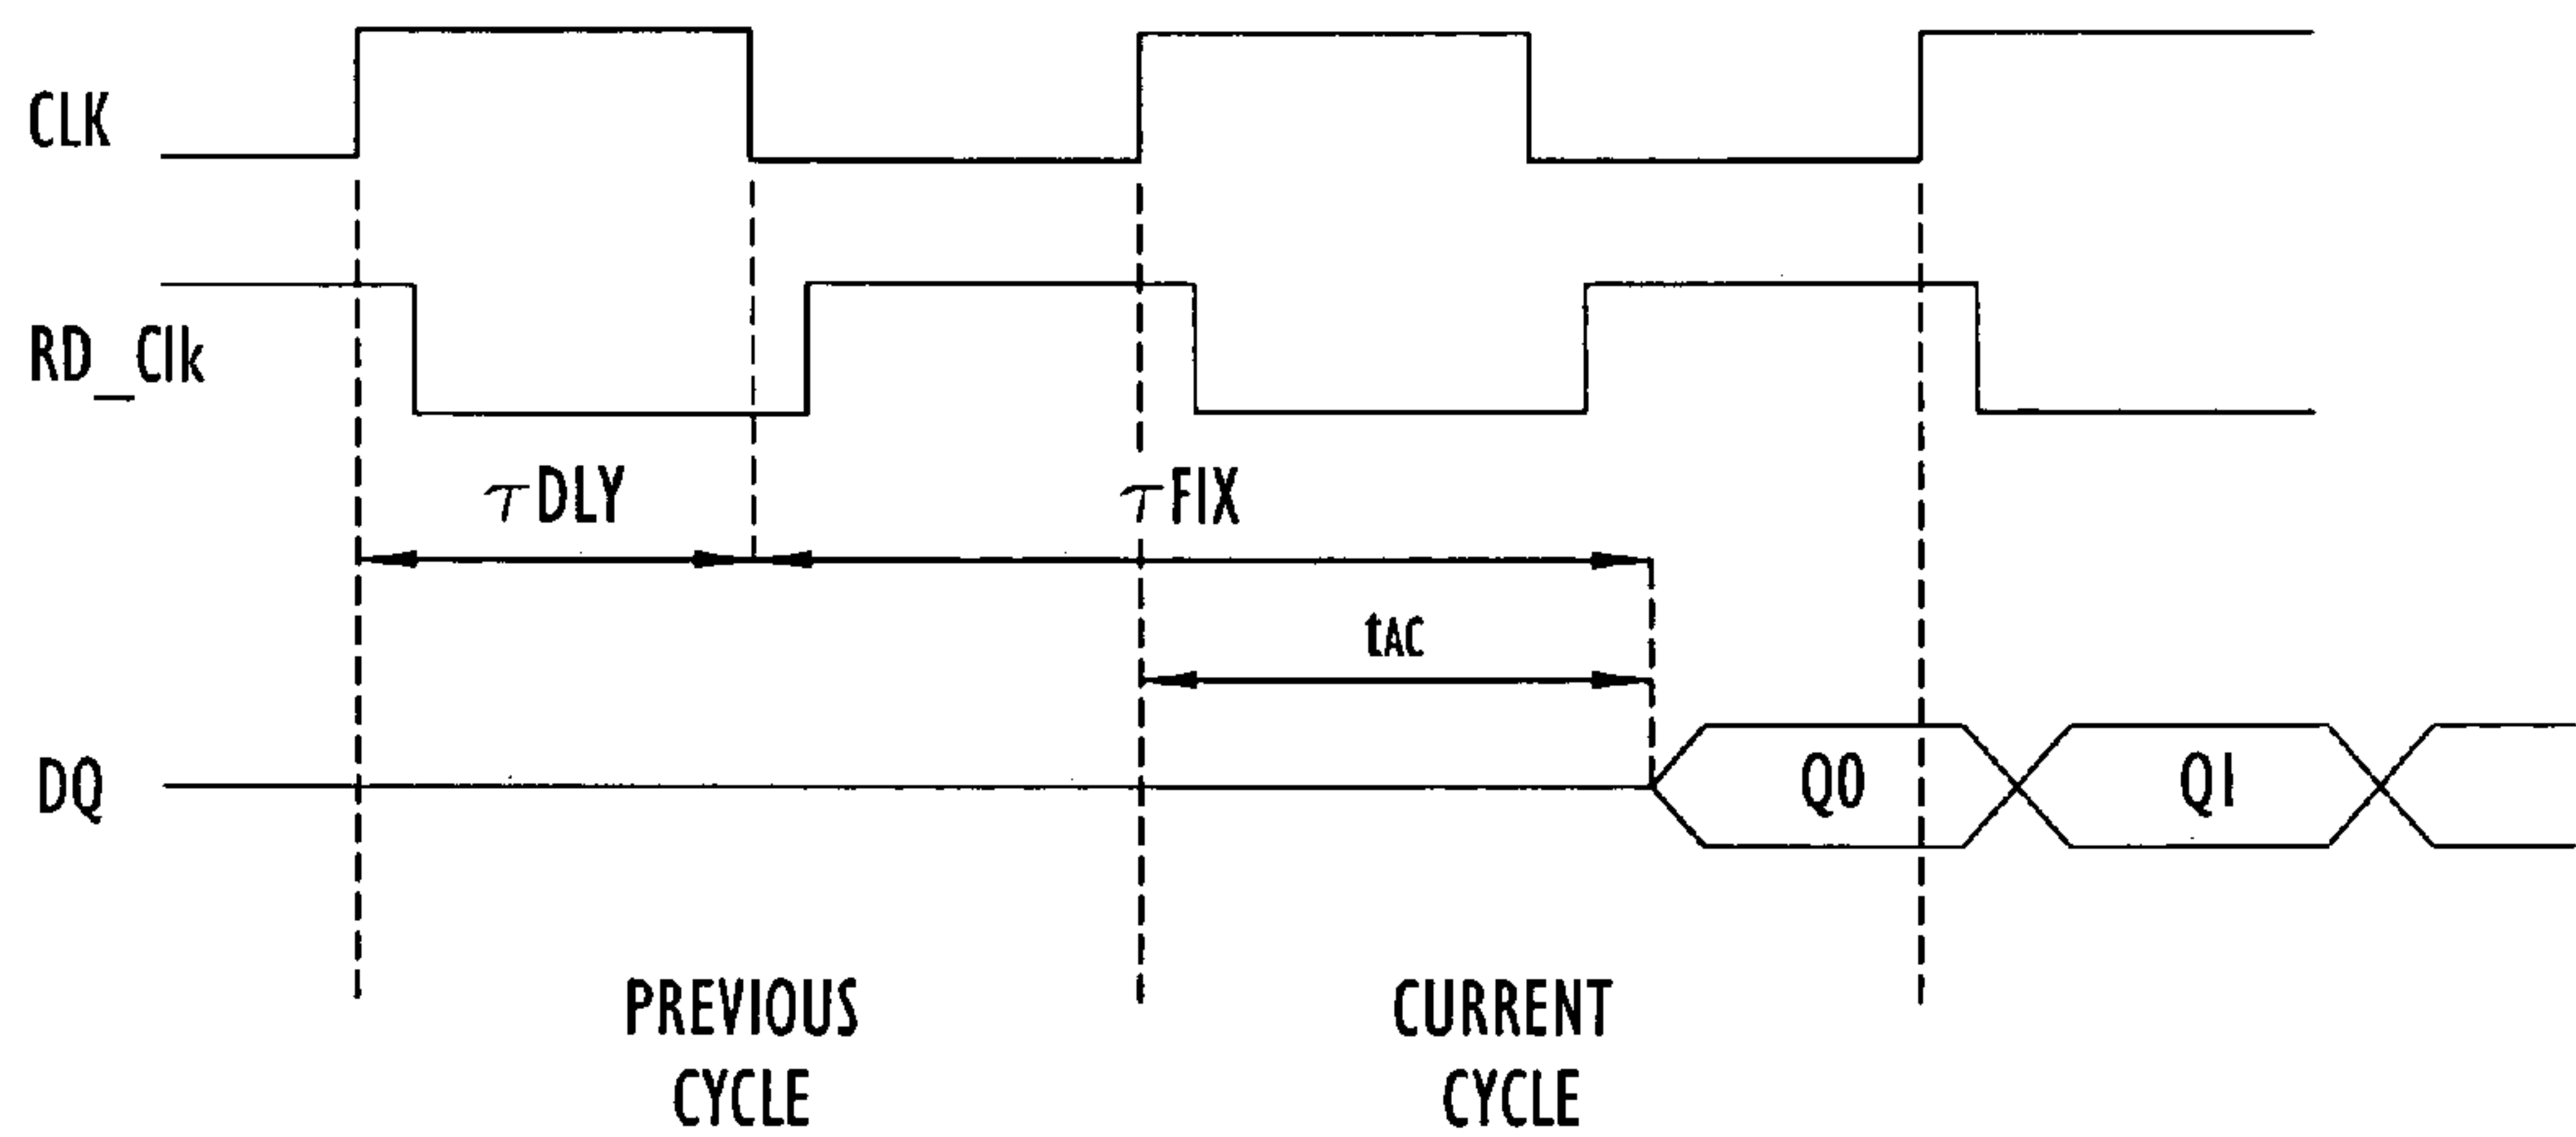 CLK
RD_Clk
τDLY
τFIX
tAC
DQ
Q0
Q1
PREVIOUS
CYCLE
CURRENT
CYCLE